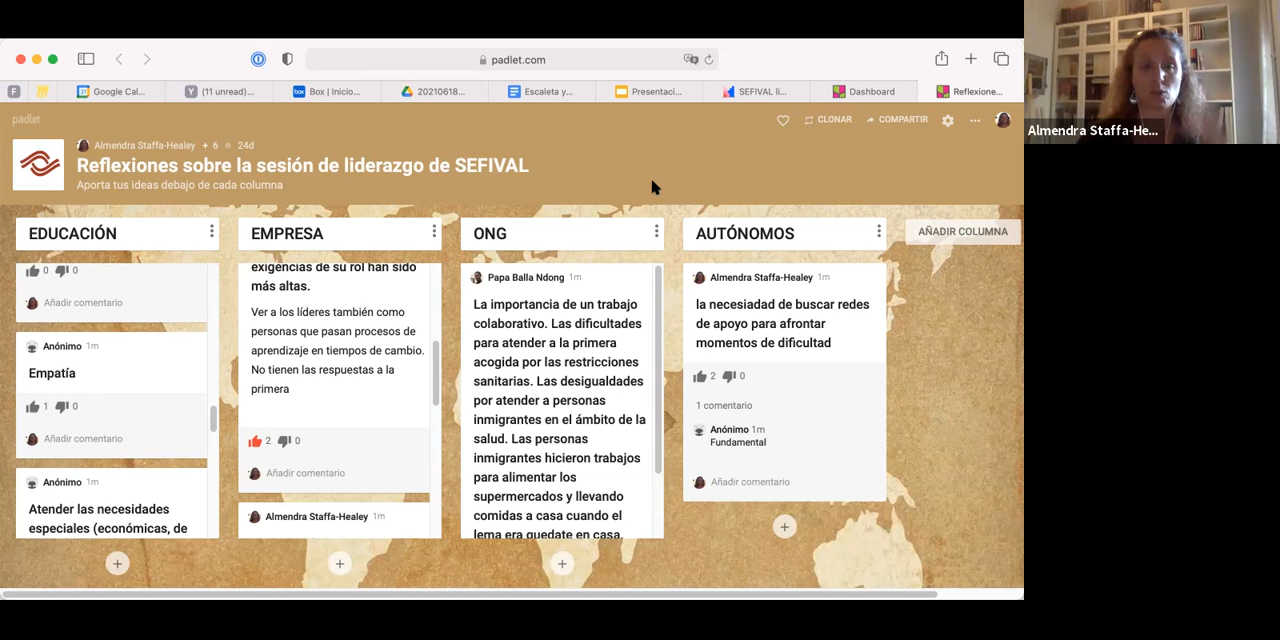 padlet.com
Google Cal...
(11 unread)...
Box | Inicio...
20210618...
Escaleta y...
Presentaci...
SEFIVAL li...
Dashboard
Reflexione...
padlet
CLONAR
COMPARTIR
Almendra Staffa-Healey + 6 24d
Reflexiones sobre la sesión de liderazgo de SEFIVAL
Aporta tus ideas debajo de cada columna
Almendra Staffa-He...
EDUCACIÓN
0 0
Añadir comentario
Anónimo 1m
Empatía
1 0
Añadir comentario
Anónimo 1m
Atender las necesidades
especiales (económicas, de
EMPRESA
exigencias de su rol han sido
más altas.
Ver a los líderes también como
personas que pasan procesos de
aprendizaje en tiempos de cambio.
No tienen las respuestas a la
primera
2 0
Añadir comentario
Almendra Staffa-Healey 1m
ONG
Papa Balla Ndong 1m
La importancia de un trabajo
colaborativo. Las dificultades
para atender a la primera
acogida por las restricciones
sanitarias. Las desigualdades
por atender a personas
inmigrantes en el ámbito de la
salud. Las personas
inmigrantes hicieron trabajos
para alimentar los
supermercados y llevando
comidas a casa cuando el
lema era quedate en casa.
AUTÓNOMOS
Almendra Staffa-Healey 1m
la necesiadad de buscar redes
de apoyo para afrontar
momentos de dificultad
2 0
1 comentario
Anónimo 1m
Fundamental
Añadir comentario
AÑADIR COLUMNA